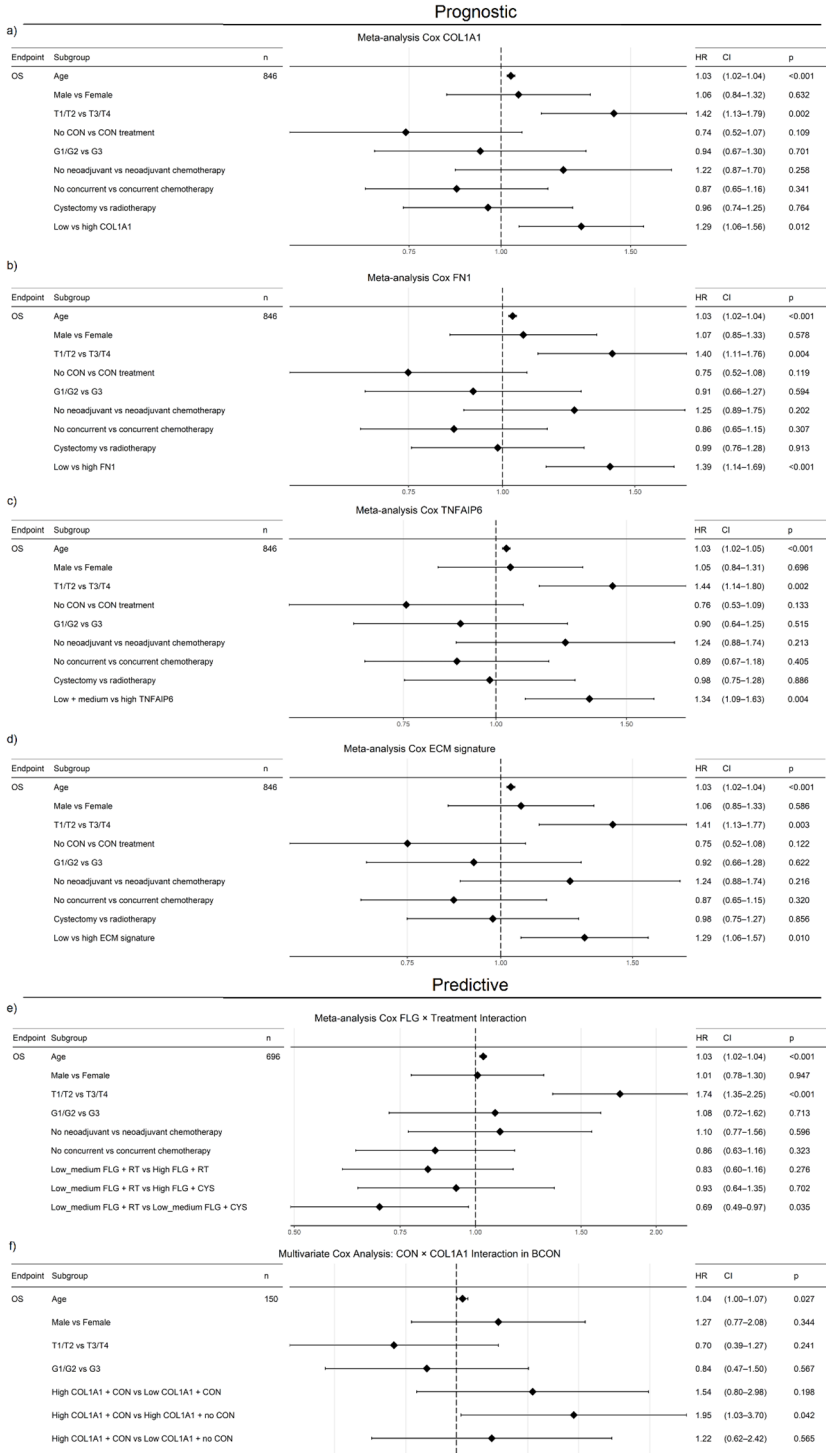 Prognostic
a)
Meta-analysis Cox COL1A1
Endpoint Subgroup n HR CI p
OS Age 846 1.03 (1.02–1.04) <0.001
Male vs Female 1.06 (0.84–1.32) 0.632
T1/T2 vs T3/T4 1.42 (1.13–1.79) 0.002
No CON vs CON treatment 0.74 (0.52–1.07) 0.109
G1/G2 vs G3 0.94 (0.67–1.30) 0.701
No neoadjuvant vs neoadjuvant chemotherapy 1.22 (0.87–1.70) 0.258
No concurrent vs concurrent chemotherapy 0.87 (0.65–1.16) 0.341
Cystectomy vs radiotherapy 0.96 (0.74–1.25) 0.764
Low vs high COL1A1 1.29 (1.06–1.56) 0.012
0.75 1.00 1.50
b)
Meta-analysis Cox FN1
Endpoint Subgroup n HR CI p
OS Age 846 1.03 (1.02–1.04) <0.001
Male vs Female 1.07 (0.85–1.33) 0.578
T1/T2 vs T3/T4 1.40 (1.11–1.76) 0.004
No CON vs CON treatment 0.75 (0.52–1.08) 0.119
G1/G2 vs G3 0.91 (0.66–1.27) 0.594
No neoadjuvant vs neoadjuvant chemotherapy 1.25 (0.89–1.75) 0.202
No concurrent vs concurrent chemotherapy 0.86 (0.65–1.15) 0.307
Cystectomy vs radiotherapy 0.99 (0.76–1.28) 0.913
Low vs high FN1 1.39 (1.14–1.69) <0.001
0.75 1.00 1.50
c)
Meta-analysis Cox TNFAIP6
Endpoint Subgroup n HR CI p
OS Age 846 1.03 (1.02–1.05) <0.001
Male vs Female 1.05 (0.84–1.31) 0.696
T1/T2 vs T3/T4 1.44 (1.14–1.80) 0.002
No CON vs CON treatment 0.76 (0.53–1.09) 0.133
G1/G2 vs G3 0.90 (0.64–1.25) 0.515
No neoadjuvant vs neoadjuvant chemotherapy 1.24 (0.88–1.74) 0.213
No concurrent vs concurrent chemotherapy 0.89 (0.67–1.18) 0.405
Cystectomy vs radiotherapy 0.98 (0.75–1.28) 0.886
Low + medium vs high TNFAIP6 1.34 (1.09–1.63) 0.004
0.75 1.00 1.50
d)
Meta-analysis Cox ECM signature
Endpoint Subgroup n HR CI p
OS Age 846 1.03 (1.02–1.04) <0.001
Male vs Female 1.06 (0.85–1.33) 0.586
T1/T2 vs T3/T4 1.41 (1.13–1.77) 0.003
No CON vs CON treatment 0.75 (0.52–1.08) 0.122
G1/G2 vs G3 0.92 (0.66–1.28) 0.622
No neoadjuvant vs neoadjuvant chemotherapy 1.24 (0.88–1.74) 0.216
No concurrent vs concurrent chemotherapy 0.87 (0.65–1.15) 0.320
Cystectomy vs radiotherapy 0.98 (0.75–1.27) 0.856
Low vs high ECM signature 1.29 (1.06–1.57) 0.010
0.75 1.00 1.50
Predictive
e)
Meta-analysis Cox FLG × Treatment Interaction
Endpoint Subgroup n HR CI p
OS Age 696 1.03 (1.02–1.04) <0.001
Male vs Female 1.01 (0.78–1.30) 0.947
T1/T2 vs T3/T4 1.74 (1.35–2.25) <0.001
G1/G2 vs G3 1.08 (0.72–1.62) 0.713
No neoadjuvant vs neoadjuvant chemotherapy 1.10 (0.77–1.56) 0.596
No concurrent vs concurrent chemotherapy 0.86 (0.63–1.16) 0.323
Low_medium FLG + RT vs High FLG + RT 0.83 (0.60–1.16) 0.276
Low_medium FLG + RT vs High FLG + CYS 0.93 (0.64–1.35) 0.702
Low_medium FLG + RT vs Low_medium FLG + CYS 0.69 (0.49–0.97) 0.035
0.50 0.75 1.00 1.50 2.00
f)
Multivariate Cox Analysis: CON × COL1A1 Interaction in BCON
Endpoint Subgroup n HR CI p
OS Age 150 1.04 (1.00–1.07) 0.027
Male vs Female 1.27 (0.77–2.08) 0.344
T1/T2 vs T3/T4 0.70 (0.39–1.27) 0.241
G1/G2 vs G3 0.84 (0.47–1.50) 0.567
High COL1A1 + CON vs Low COL1A1 + CON 1.54 (0.80–2.98) 0.198
High COL1A1 + CON vs High COL1A1 + no CON 1.95 (1.03–3.70) 0.042
High COL1A1 + CON vs Low COL1A1 + no CON 1.22 (0.62–2.42) 0.565